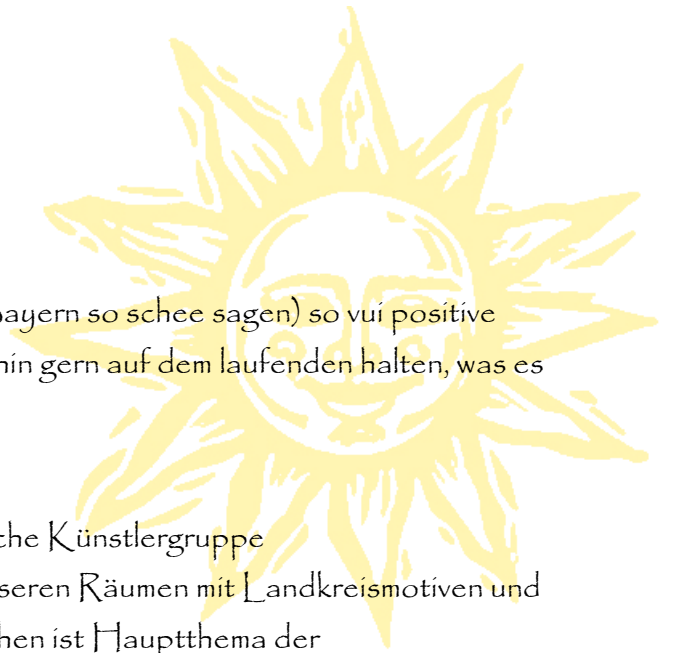 ayern so schee sagen) so vui positive
hin gern auf dem laufenden halten, was es
che Künstlergruppe
seren Räumen mit Landkreismotiven und
hen ist Hauptthema der